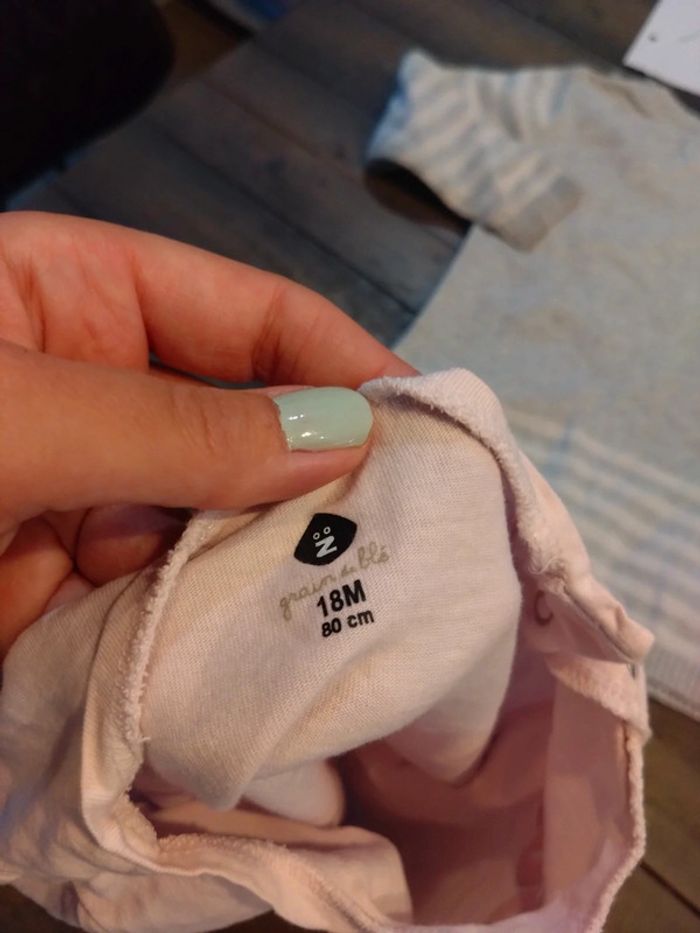 N̈
grain de blé
18M
80 cm